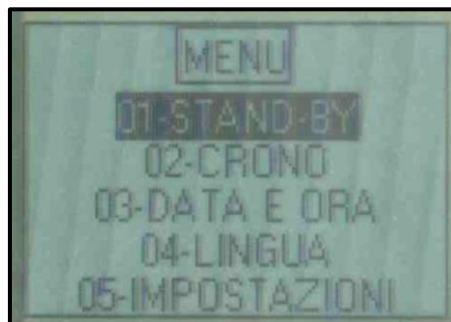 MENU
01-STAND-BY
02-CRONO
03-DATA E ORA
04-LINGUA
05-IMPOSTAZIONI